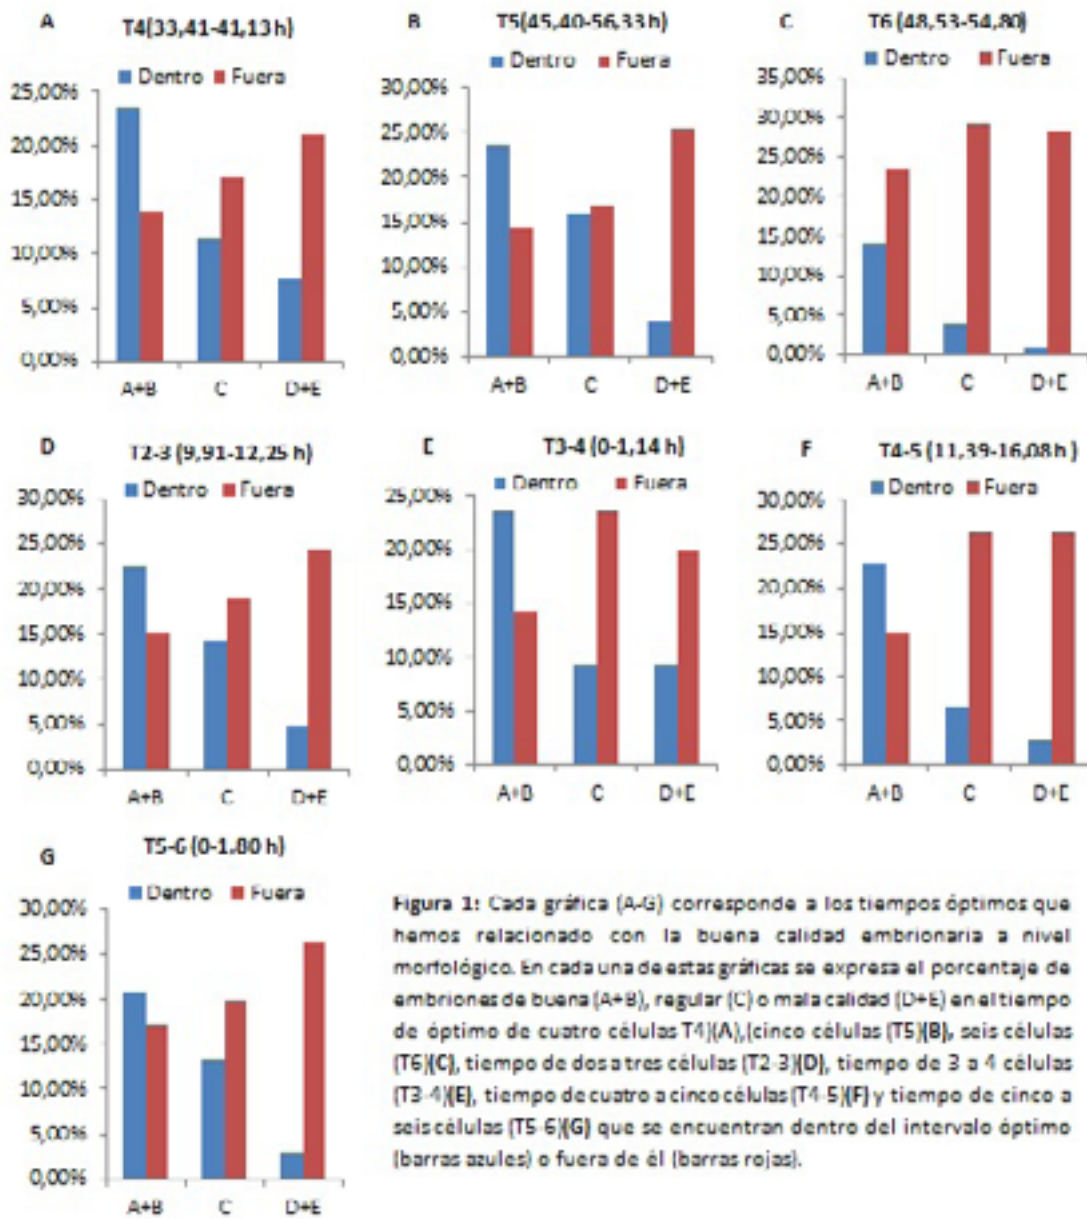 A
T4(33,41-41,13 h)
Dentro Fuera
25,00%
20,00%
15,00%
10,00%
5,00%
0,00%
A+B C D+E
B
T5(45,40-56,33 h)
Dentro Fuera
30,00%
25,00%
20,00%
15,00%
10,00%
5,00%
0,00%
A+B C D+E
C
T6 (48,53-54,80)
Dentro Fuera
35,00%
30,00%
25,00%
20,00%
15,00%
10,00%
5,00%
0,00%
A+B C D+E
D
T2-3 (9,91-12,25 h)
Dentro Fuera
30,00%
25,00%
20,00%
15,00%
10,00%
5,00%
0,00%
A+B C D+E
E
T3-4 (0-1,14 h)
Dentro Fuera
25,00%
20,00%
15,00%
10,00%
5,00%
0,00%
A+B C D+E
F
T4-5 (11,39-16,08 h)
Dentro Fuera
30,00%
25,00%
20,00%
15,00%
10,00%
5,00%
0,00%
A+B C D+E
G
T5-6 (0-1.80 h)
Dentro Fuera
30,00%
25,00%
20,00%
15,00%
10,00%
5,00%
0,00%
A+B C D+E
Figura 1: Cada gráfica (A-G) corresponde a los tiempos óptimos que
hemos relacionado con la buena calidad embrionaria a nivel
morfológico. En cada una de estas gráficas se expresa el porcentaje de
embriones de buena (A+B), regular (C) o mala calidad (D+E) en el tiempo
de óptimo de cuatro células T4)(A),(cinco células (T5)(B), seis células
(T6)(C), tiempo de dos a tres células (T2-3)(D), tiempo de 3 a 4 células
(T3-4)(E), tiempo de cuatro a cinco células (T4-5)(F) y tiempo de cinco a
seis células (T5-6)(G) que se encuentran dentro del intervalo óptimo
(barras azules) o fuera de él (barras rojas).